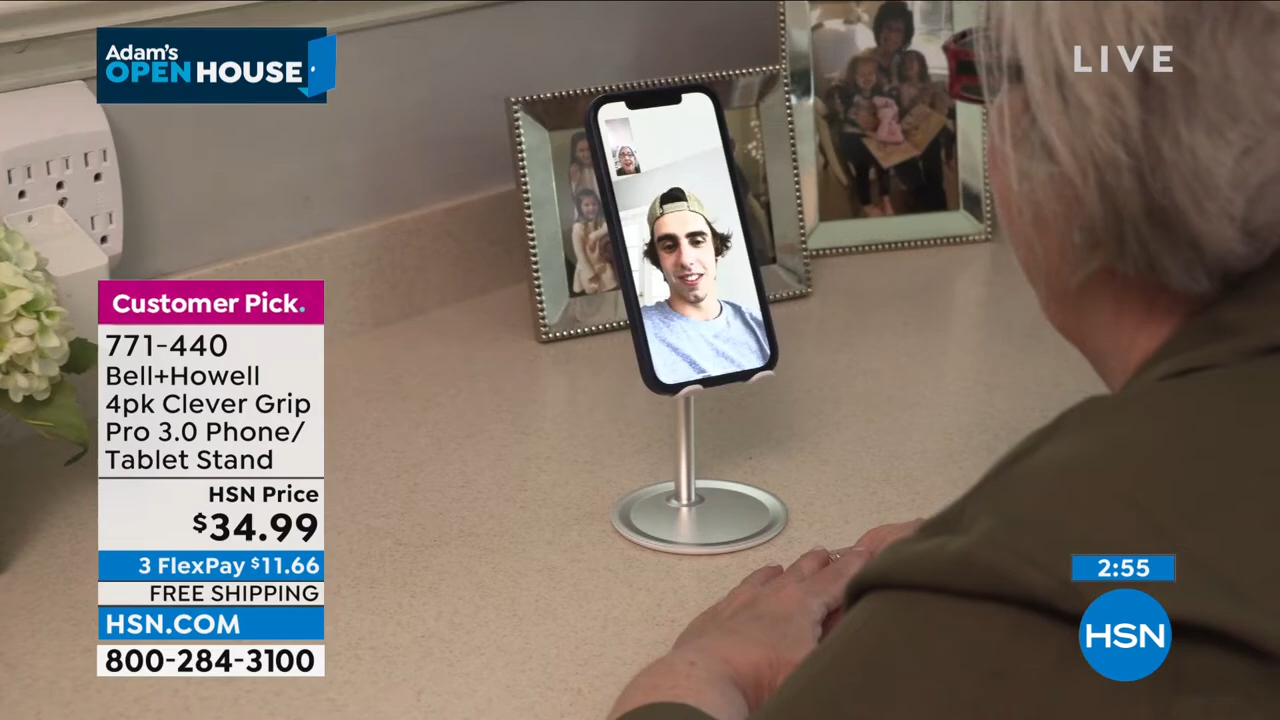 Adam's
OPEN HOUSE
LIVE
Customer Pick.
771-440
Bell+Howell
4pk Clever Grip
Pro 3.0 Phone/
Tablet Stand
HSN Price
$34.99
3 FlexPay $11.66
FREE SHIPPING
HSN.COM
800-284-3100
2:55
HSN